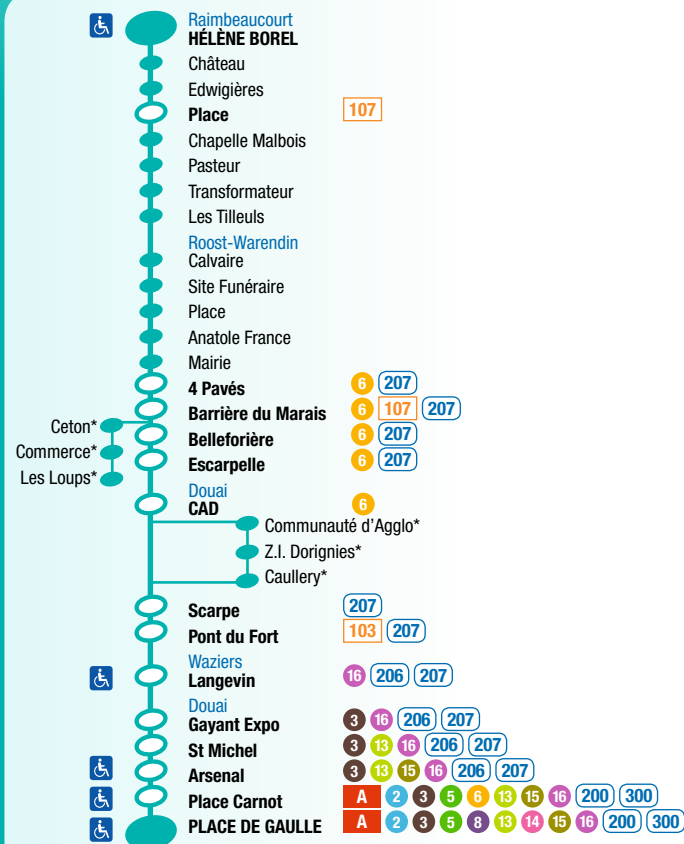 Raimbeaucourt
HÉLÈNE BOREL
Château
Edwigières
Place 107
Chapelle Malbois
Pasteur
Transformateur
Les Tilleuls
Roost-Warendin
Calvaire
Site Funéraire
Place
Anatole France
Mairie
4 Pavés 6 207
Barrière du Marais 6 107 207
Ceton*
Belleforière 6 207
Commerce*
Escarpelle 6 207
Les Loups*
Douai
CAD 6
Communauté d'Agglo*
Z.I. Dorignies*
Caullery*
Scarpe 207
Pont du Fort 103 207
Waziers
Langevin 16 206 207
Douai
Gayant Expo 3 16 206 207
St Michel 3 13 16 206 207
Arsenal 3 13 15 16 206 207
Place Carnot A 2 3 5 6 13 15 16 200 300
PLACE DE GAULLE A 2 3 5 8 13 14 15 16 200 300